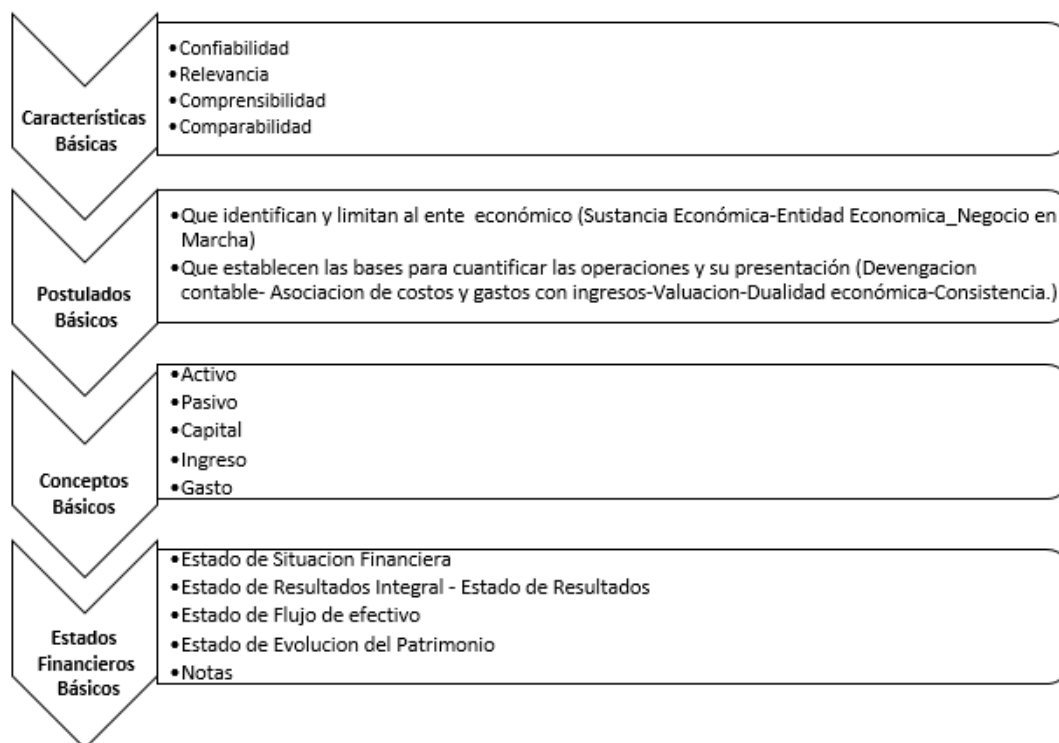 Características
Básicas
•Confiabilidad
•Relevancia
•Comprensibilidad
•Comparabilidad
Postulados
Básicos
•Que identifican y limitan al ente económico (Sustancia Económica-Entidad Economica_Negocio en
Marcha)
•Que establecen las bases para cuantificar las operaciones y su presentación (Devengacion
contable- Asociacion de costos y gastos con ingresos-Valuacion-Dualidad económica-Consistencia.)
Conceptos
Básicos
•Activo
•Pasivo
•Capital
•Ingreso
•Gasto
Estados
Financieros
Básicos
•Estado de Situacion Financiera
•Estado de Resultados Integral - Estado de Resultados
•Estado de Flujo de efectivo
•Estado de Evolucion del Patrimonio
•Notas